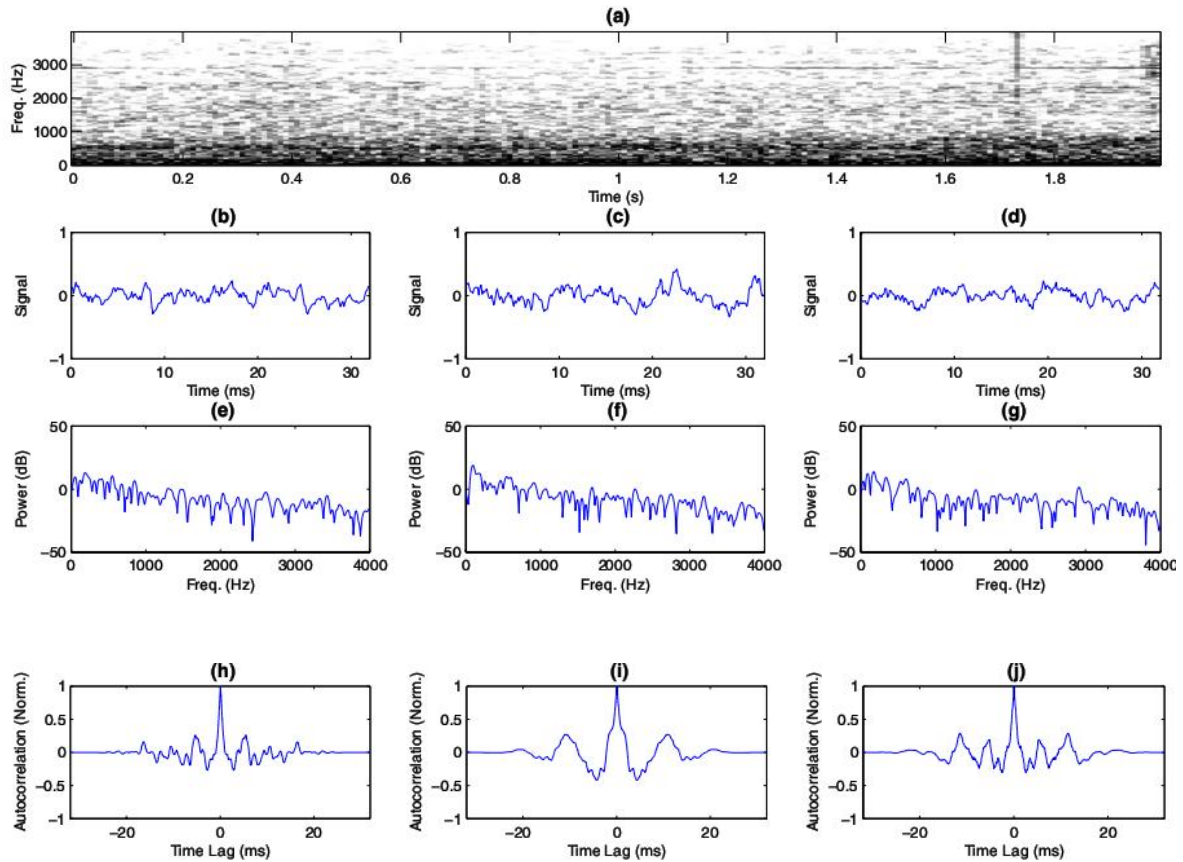 (a)
Freq. (Hz)
3000
2000
1000
0
0 0.2 0.4 0.6 0.8 1 1.2 1.4 1.6 1.8
Time (s)
(b) (c) (d)
Signal
1
0
−1
0 10 20 30
Time (ms)
Signal
1
0
−1
0 10 20 30
Time (ms)
Signal
1
0
−1
0 10 20 30
Time (ms)
(e) (f) (g)
Power (dB)
50
0
−50
0 1000 2000 3000 4000
Freq. (Hz)
Power (dB)
50
0
−50
0 1000 2000 3000 4000
Freq. (Hz)
Power (dB)
50
0
−50
0 1000 2000 3000 4000
Freq. (Hz)
(h) (i) (j)
Autocorrelation (Norm.)
1
0.5
0
−0.5
−1
−20 0 20
Time Lag (ms)
Autocorrelation (Norm.)
1
0.5
0
−0.5
−1
−20 0 20
Time Lag (ms)
Autocorrelation (Norm.)
1
0.5
0
−0.5
−1
−20 0 20
Time Lag (ms)